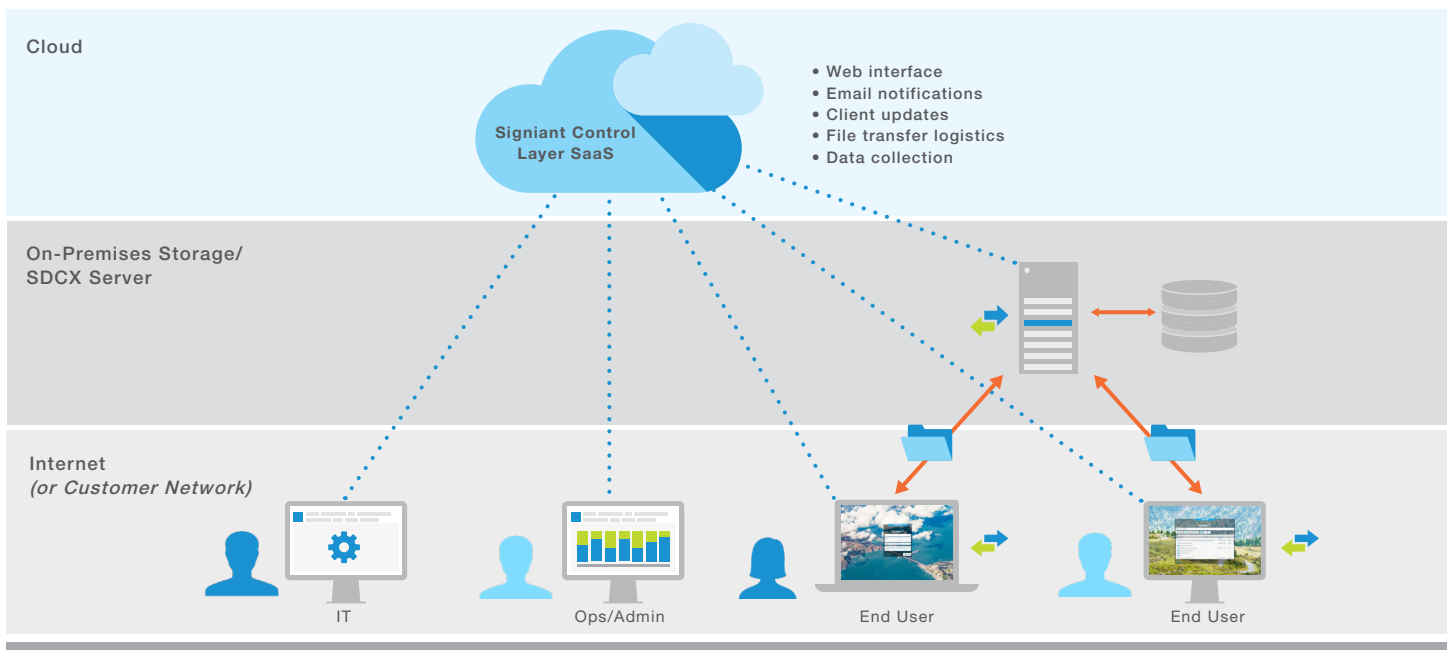 Cloud
Signiant Control
Layer SaaS
• Web interface
• Email notifications
• Client updates
• File transfer logistics
• Data collection
On-Premises Storage/
SDCX Server
Internet
(or Customer Network)
IT
Ops/Admin
End User
End User